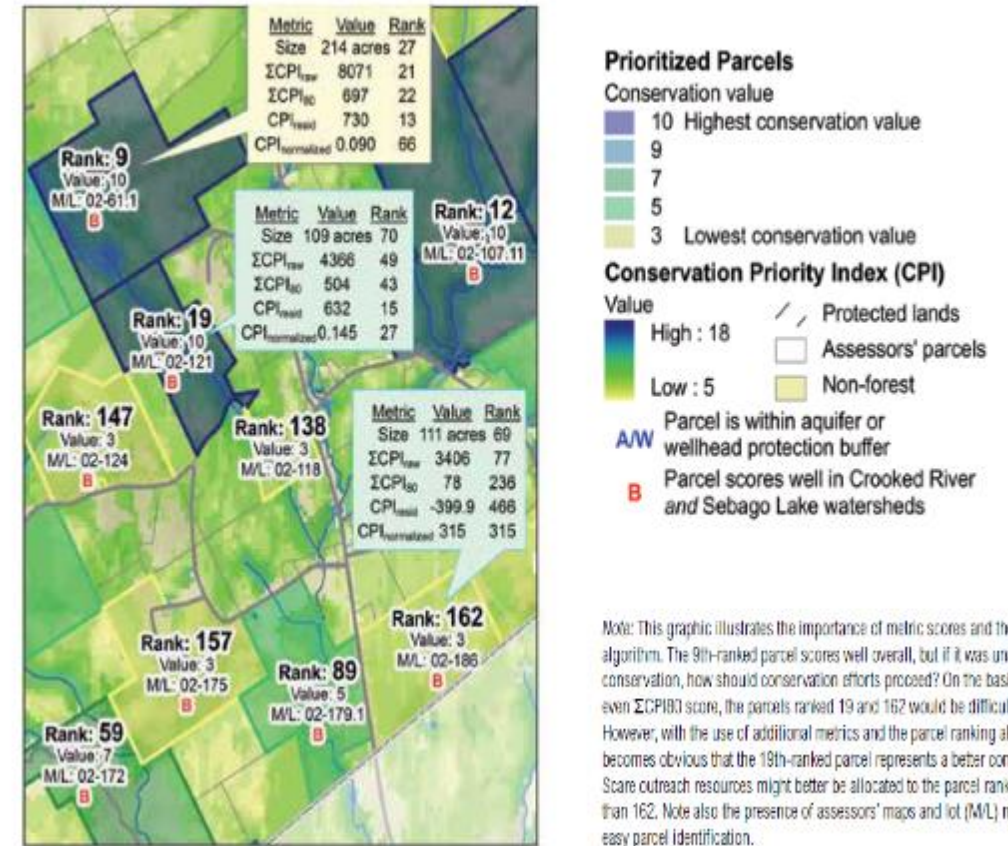 Metric Value Rank
Size 214 acres 27
ΣCPIraw 8071 21
ΣCPI80 697 22
CPIresid 730 13
CPInormalized 0.090 66
Rank: 9
Value: 10
M/L: 02-61.1
B
Metric Value Rank
Size 109 acres 70
ΣCPIraw 4366 49
ΣCPI80 504 43
CPIresid 632 15
CPInormalized 0.145 27
Rank: 12
Value: 10
M/L: 02-107.11
B
Rank: 19
Value: 10
M/L: 02-121
B
Metric Value Rank
Size 111 acres 69
ΣCPIraw 3406 77
ΣCPI80 78 236
CPIresid -399.9 466
CPInormalized 315 315
Rank: 147
Value: 3
M/L: 02-124
B
Rank: 138
Value: 3
M/L: 02-118
Rank: 162
Value: 3
M/L: 02-186
B
Rank: 157
Value: 3
M/L: 02-175
B
Rank: 89
Value: 5
M/L: 02-179.1
B
Rank: 59
Value: 7
M/L: 02-172
B
Prioritized Parcels
Conservation value
10 Highest conservation value
9
7
5
3 Lowest conservation value
Conservation Priority Index (CPI)
Value
High : 18
Low : 5
Protected lands
Assessors' parcels
Non-forest
A/W Parcel is within aquifer or
wellhead protection buffer
B Parcel scores well in Crooked River
and Sebago Lake watersheds
Note: This graphic illustrates the importance of metric scores and
algorithm. The 9th-ranked parcel scores well overall, but if it was
conservation, how should conservation efforts proceed? On the
even ΣCPI80 score, the parcels ranked 19 and 162 would be
However, with the use of additional metrics and the parcel ranking
becomes obvious that the 19th-ranked parcel represents a better
Scare outreach resources might better be allocated to the parcel
than 162. Note also the presence of assessors' maps and lot (M/L)
easy parcel identification.